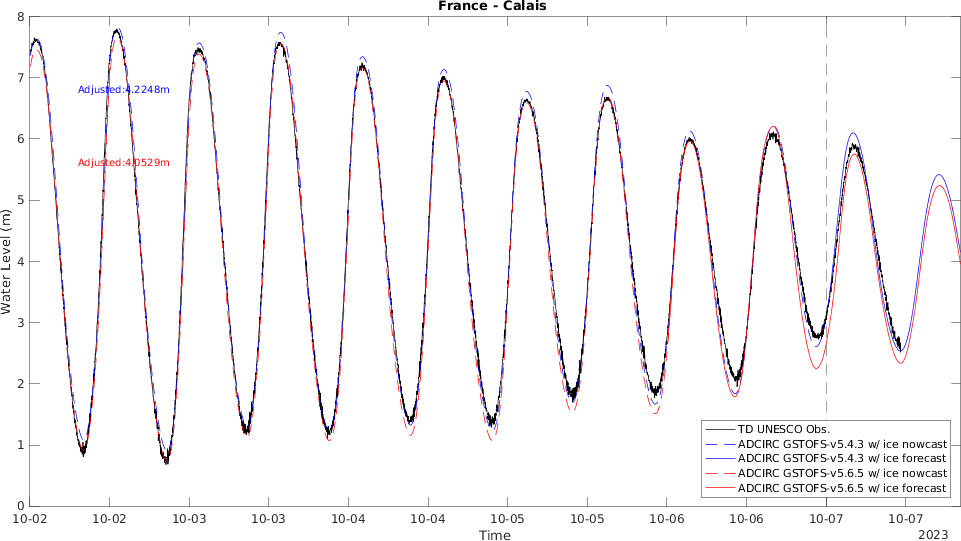 France - Calais
8
7
Adjusted:4.2248m
6
Adjusted:4.0529m
5
4
3
2
1
0
Water Level (m)
TD UNESCO Obs.
ADCIRC GSTOFS-v5.4.3 w/ ice nowcast
ADCIRC GSTOFS-v5.4.3 w/ ice forecast
ADCIRC GSTOFS-v5.6.5 w/ ice nowcast
ADCIRC GSTOFS-v5.6.5 w/ ice forecast
10-02 10-02 10-03 10-03 10-04 10-04 10-05 10-05 10-06 10-06 10-07 10-07
Time
2023